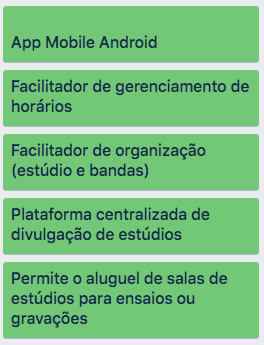 App Mobile Android
Facilitador de gerenciamento de
horários
Facilitador de organização
(estúdio e bandas)
Plataforma centralizada de
divulgação de estúdios
Permite o aluguel de salas de
estúdios para ensaios ou
gravações